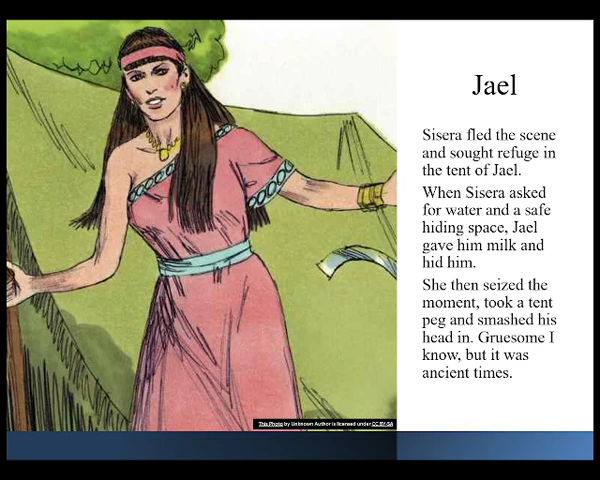 Jael
Sisera fled the scene
and sought refuge in
the tent of Jael.
When Sisera asked
for water and a safe
hiding space, Jael
gave him milk and
hid him.
She then seized the
moment, took a tent
peg and smashed his
head in. Gruesome I
know, but it was
ancient times.
This Photo by Unknown Author is licensed under CC BY-SA